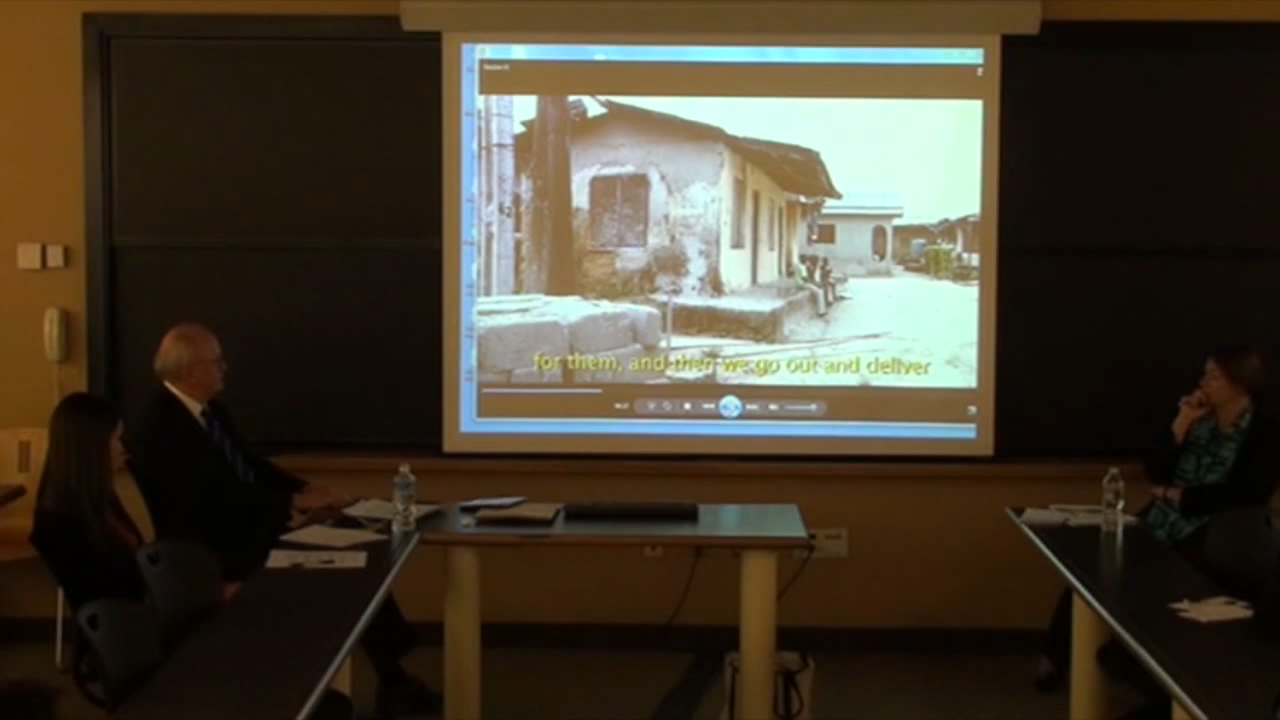 for them, and then we go out and deliver